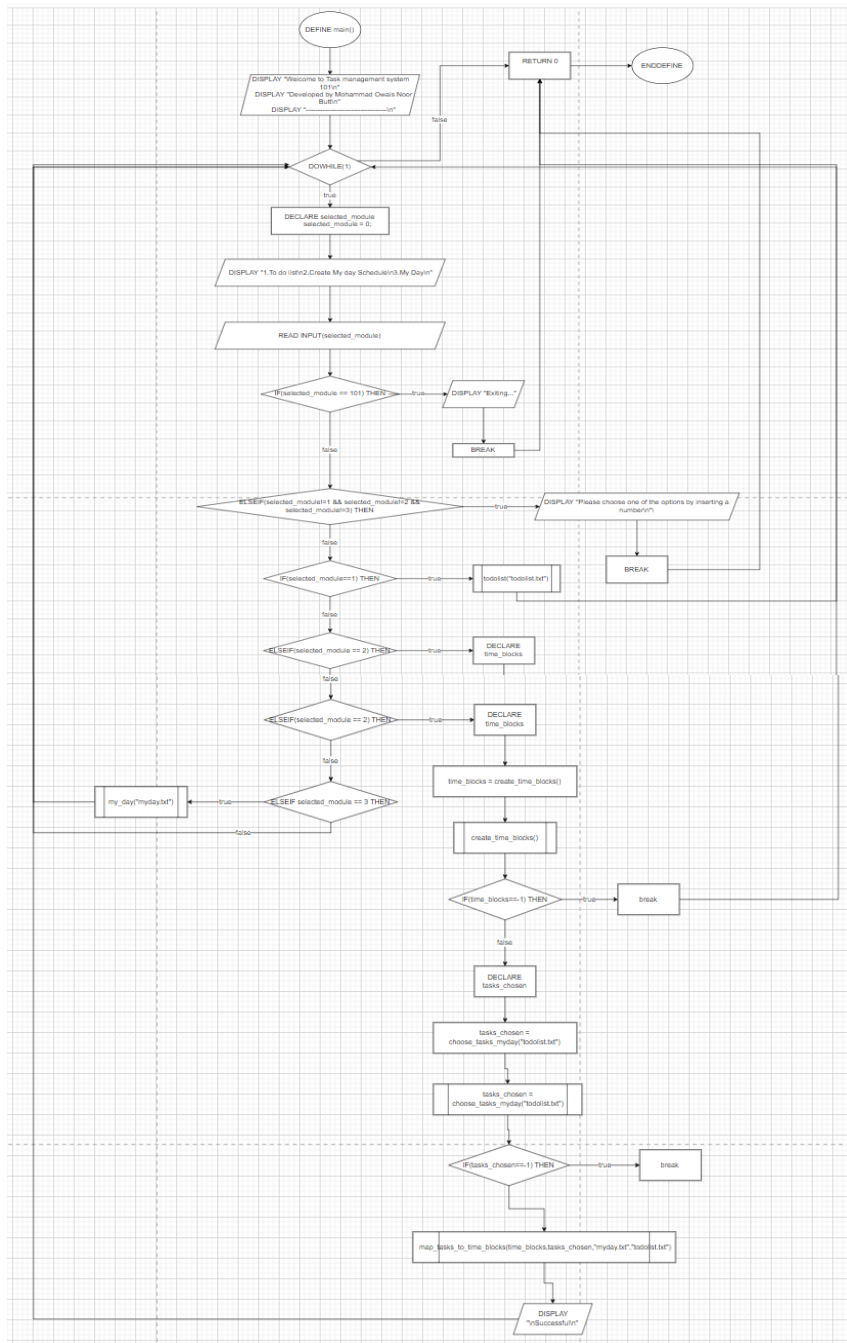 DEFINE main()
RETURN 0
ENDDEFINE
DISPLAY "Welcome to Task management system
101\n"
DISPLAY "Developed by Mohammad Owais Noor
Butt\n"
DISPLAY "------------------------------------\n"
false
DOWHILE(1)
true
DECLARE selected_module
selected_module = 0;
DISPLAY "1.To do list\n2.Create My day Schedule\n3.My Day\n"
READ INPUT(selected_module)
IF(selected_module == 101) THEN
true
DISPLAY "Exiting..."
BREAK
false
ELSEIF(selected_module!=1 && selected_module!=2 &&
selected_module!=3) THEN
true
DISPLAY "Please choose one of the options by inserting a
number\n"\
BREAK
false
IF(selected_module==1) THEN
true
todolist("todolist.txt")
false
ELSEIF(selected_module == 2) THEN
true
DECLARE
time_blocks
false
ELSEIF(selected_module == 2) THEN
true
DECLARE
time_blocks
false
time_blocks = create_time_blocks()
my_day("myday.txt")
true
ELSEIF selected_module == 3 THEN
false
create_time_blocks()
IF(time_blocks==-1) THEN
true
break
false
DECLARE
tasks_chosen
tasks_chosen =
choose_tasks_myday("todolist.txt")
tasks_chosen =
choose_tasks_myday("todolist.txt")
IF(tasks_chosen==-1) THEN
true
break
map_tasks_to_time_blocks(time_blocks,tasks_chosen,"myday.txt","todolist.txt")
DISPLAY
"\nSuccessful\n"